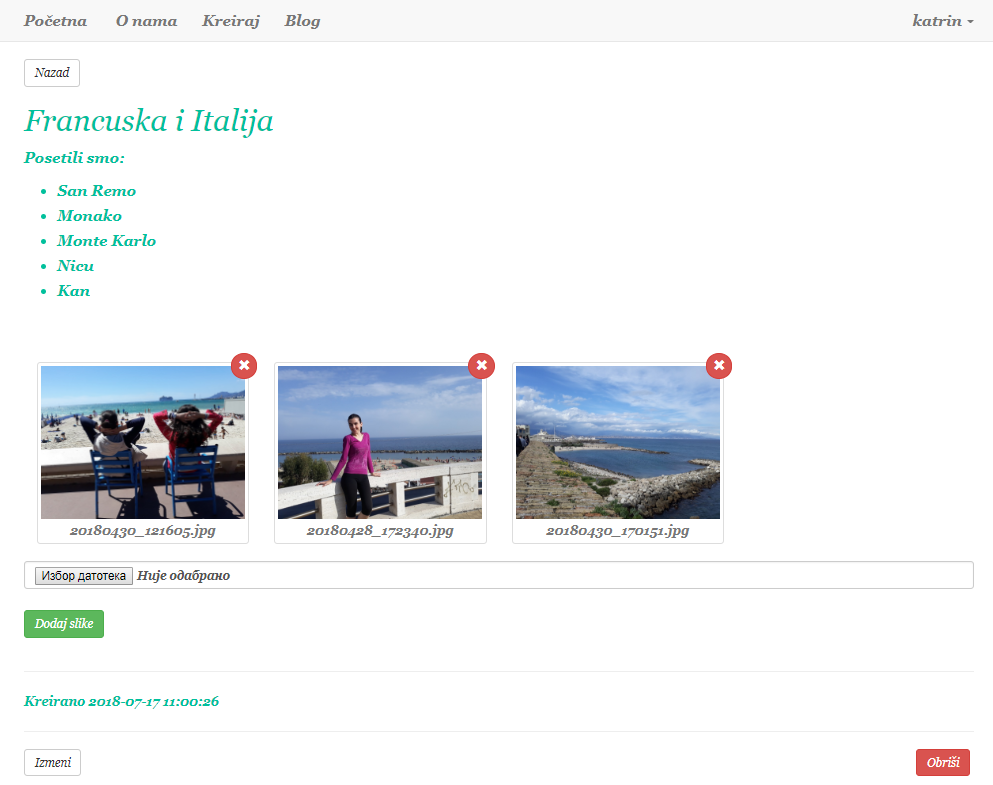 Početna O nama Kreiraj Blog katrin
Nazad
Francuska i Italija
Posetili smo:
San Remo
Monako
Monte Karlo
Nicu
Kan
20180430_121605.jpg 20180428_172340.jpg 20180430_170151.jpg
Избор датотека Није одабрано
Dodaj slike
Kreirano 2018-07-17 11:00:26
Izmeni Obriši